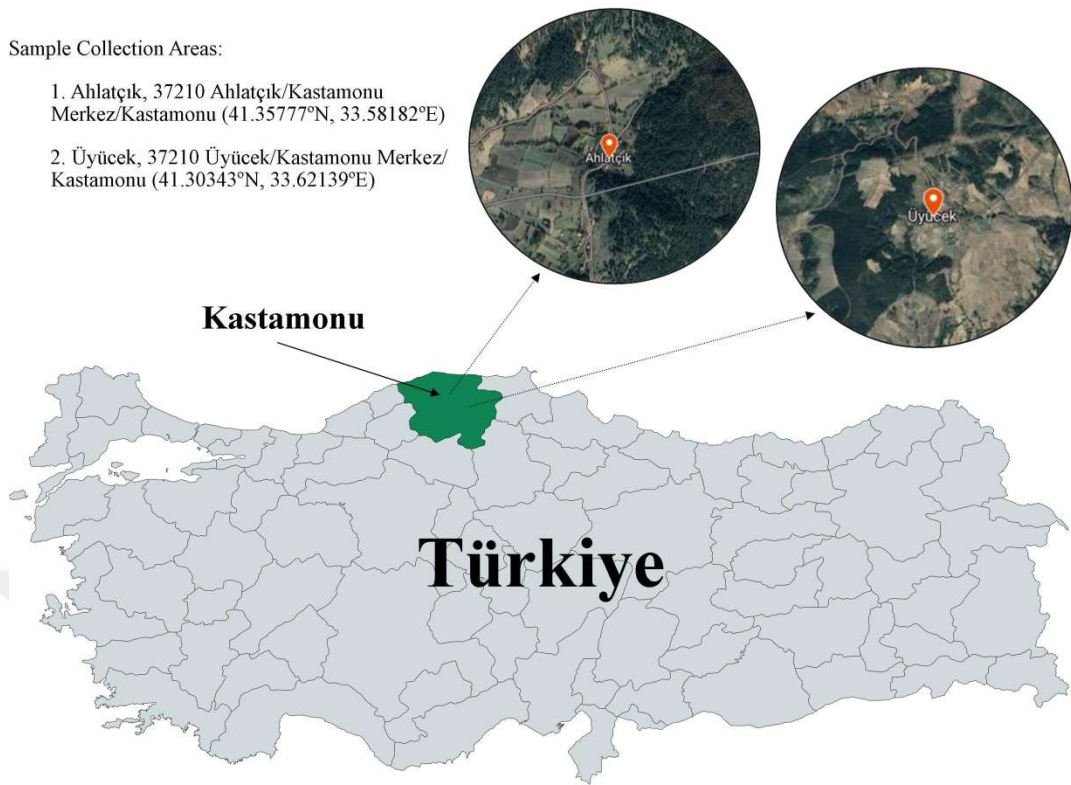 Sample Collection Areas:
1. Ahlatçık, 37210 Ahlatçık/Kastamonu
Merkez/Kastamonu (41.35777ºN, 33.58182ºE)
2. Üyücek, 37210 Üyücek/Kastamonu Merkez/
Kastamonu (41.30343ºN, 33.62139ºE)
Ahlatçık
Üyücek
Kastamonu
Türkiye